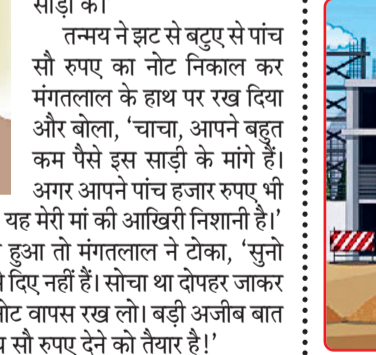 साड़ी की।
तन्मय ने झट से बटुए से पांच
सौ रुपए का नोट निकाल कर
मंगतलाल के हाथ पर रख दिया
और बोला, ‘चाचा, आपने बहुत
कम पैसे इस साड़ी के मांगे हैं।
अगर आपने पांच हजार रुपए भी
यह मेरी मां की आखिरी निशानी है।’
हुआ तो मंगतलाल ने टोका, ‘सुनो
दिए नहीं हैं। सोचा था दोपहर जाकर
वापस रख लो। बड़ी अजीब बात
सौ रुपए देने को तैयार है!’